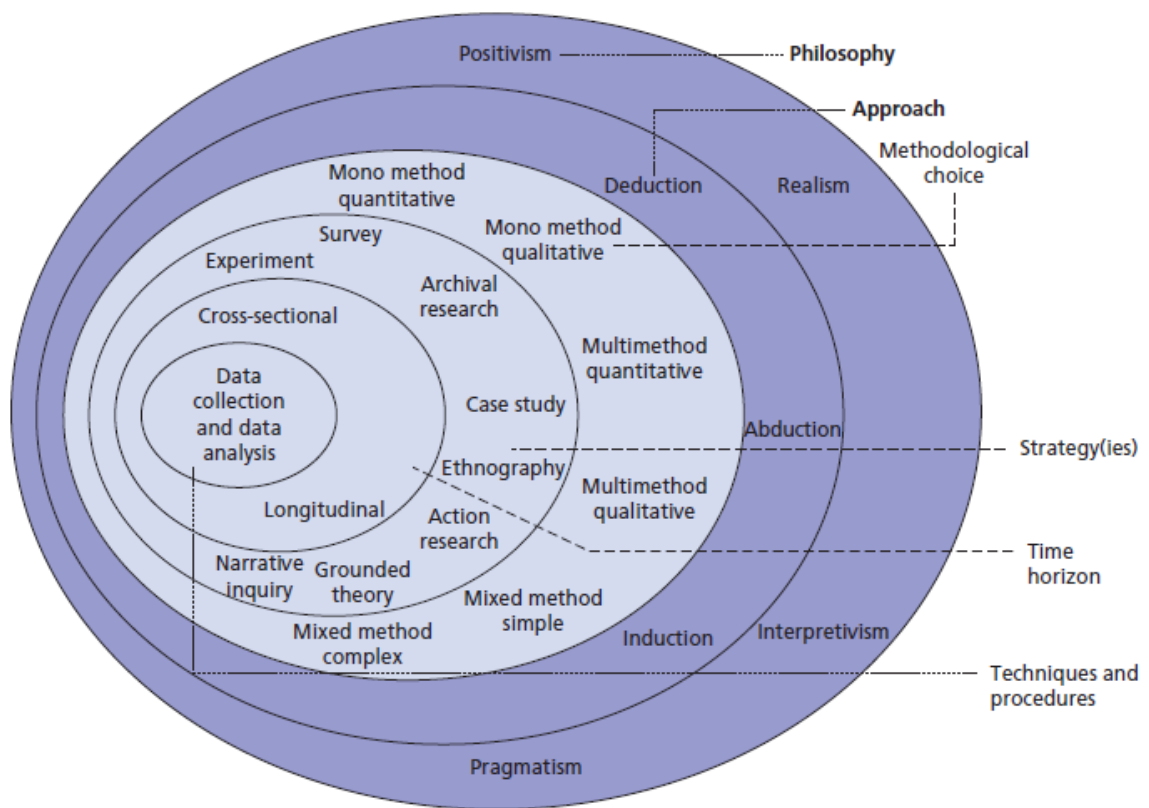 Positivism
Philosophy
Approach
Methodological
choice
Mono method
quantitative
Deduction
Realism
Mono method
qualitative
Survey
Experiment
Archival
research
Cross-sectional
Multimethod
quantitative
Data
collection
and data
analysis
Case study
Abduction
Strategy(ies)
Ethnography
Multimethod
qualitative
Longitudinal
Action
research
Time
horizon
Narrative
inquiry
Grounded
theory
Mixed method
simple
Mixed method
complex
Induction
Interpretivism
Techniques and
procedures
Pragmatism